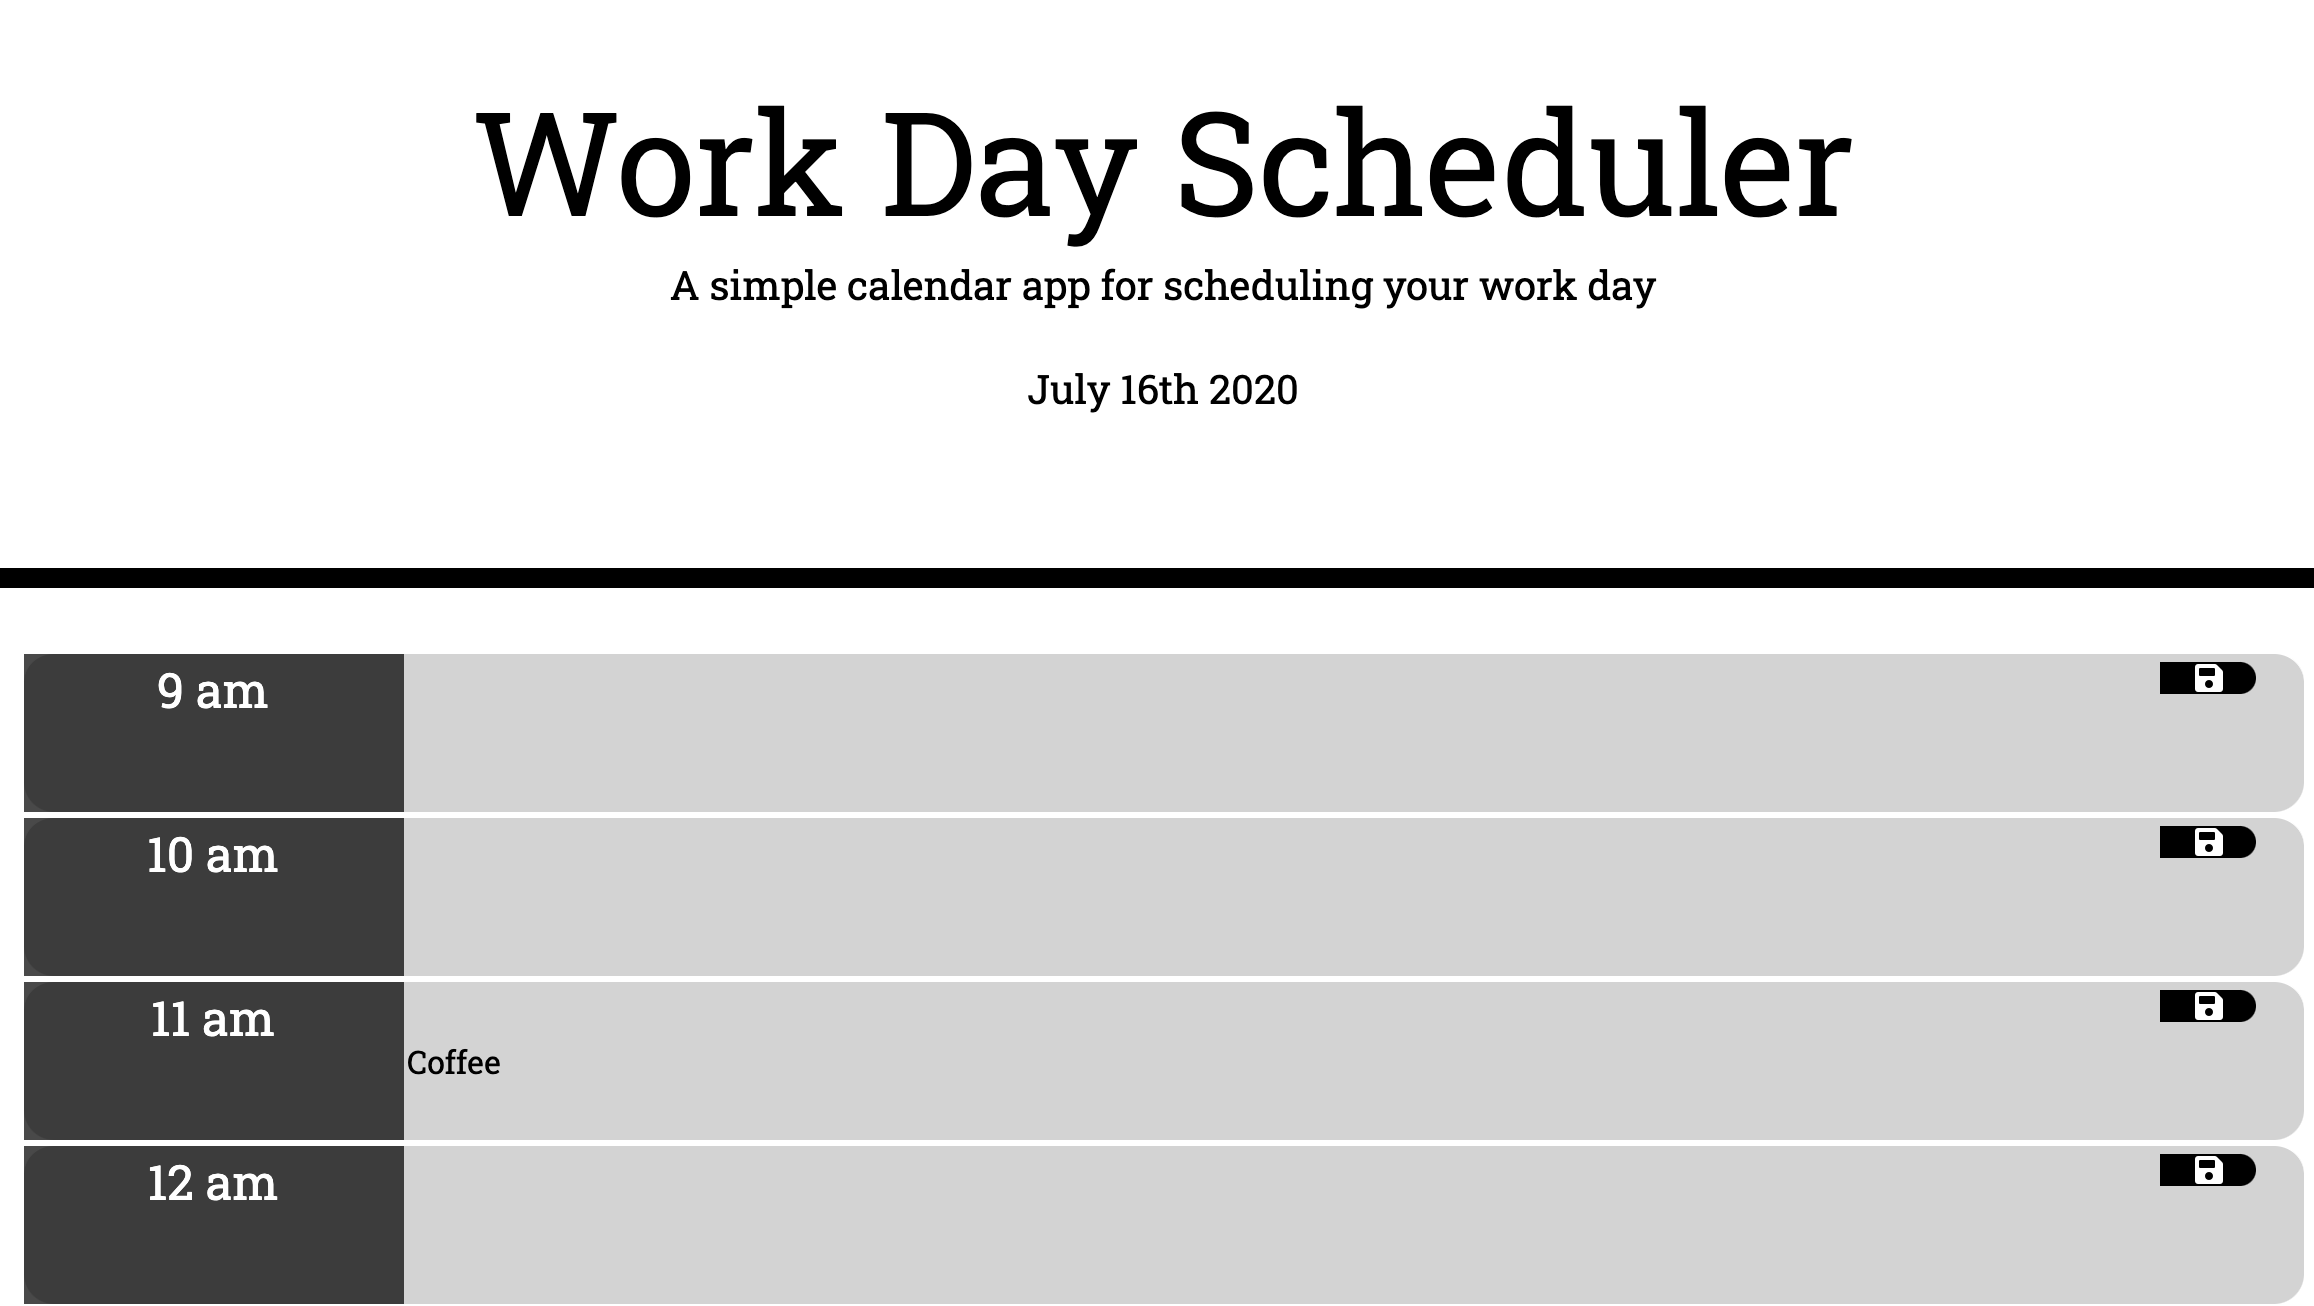 Work Day Scheduler
A simple calendar app for scheduling your work day
July 16th 2020
9 am
10 am
11 am
Coffee
12 am